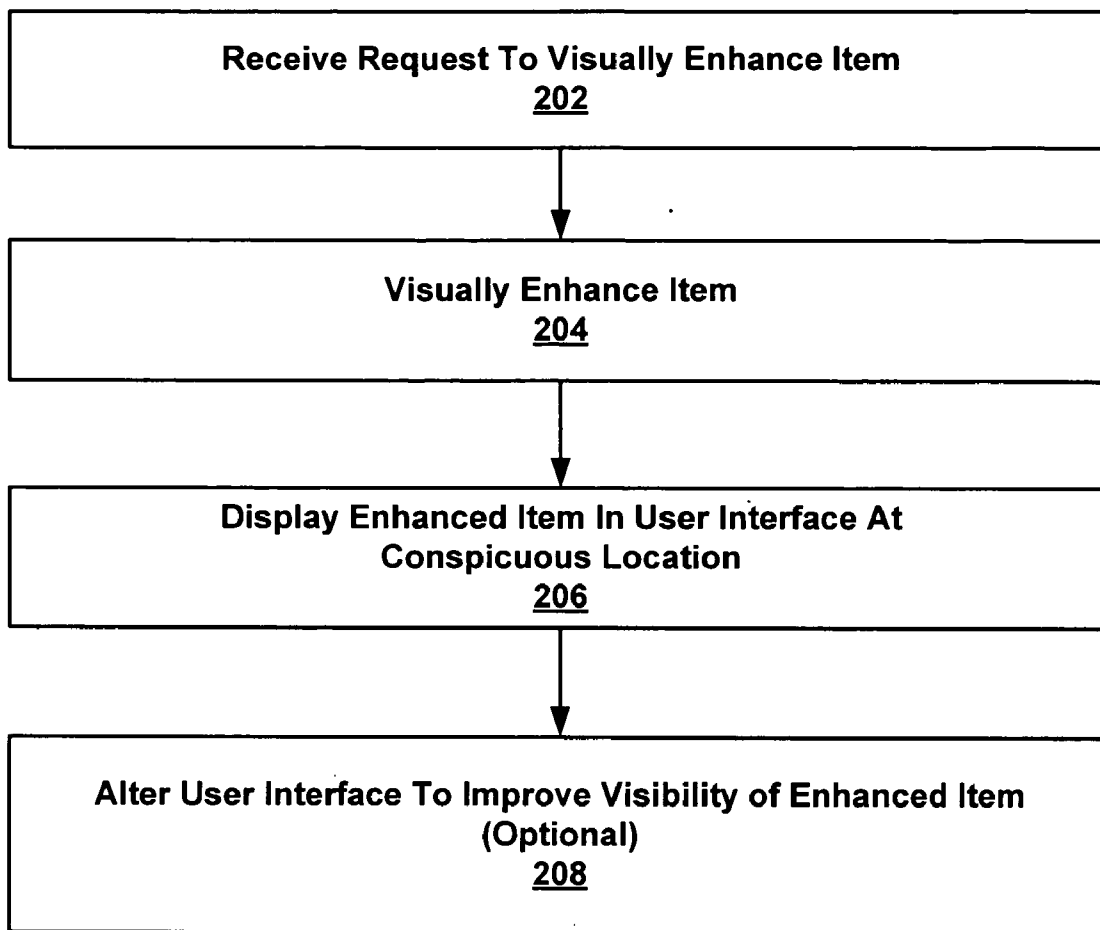 Receive Request To Visually Enhance Item
202
Visually Enhance Item
204
Display Enhanced Item In User Interface At
Conspicuous Location
206
Alter User Interface To Improve Visibility of Enhanced Item
(Optional)
208